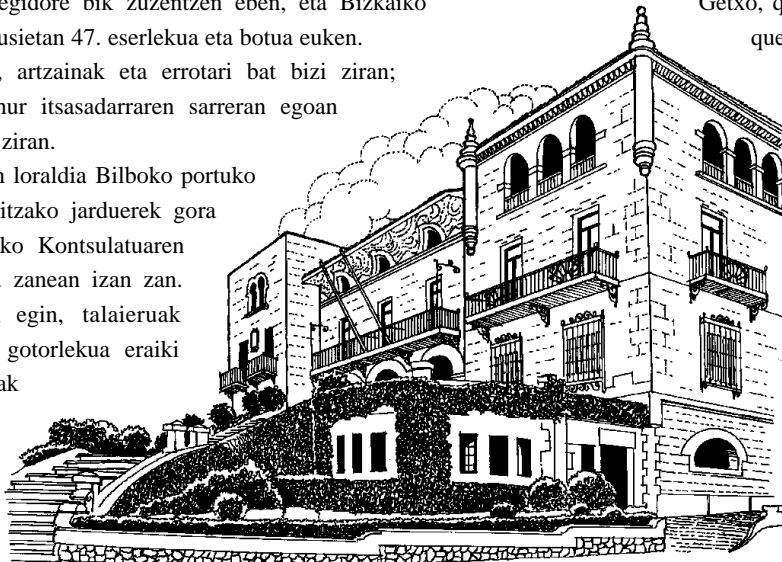 egidore bik zuzentzen eben, eta Bizkaiko
usietan 47. eserlekua eta botua euken.
, artzainak eta errotari bat bizi ziran;
nur itsasadarraren sarreran egoan
ziran.
n loraldia Bilboko portuko
itzako jarduerek gora
ko Kontsulatuaren
zanean izan zan.
egin, talaieruak
gotorlekua eraiki
ak
Getxo, q
que